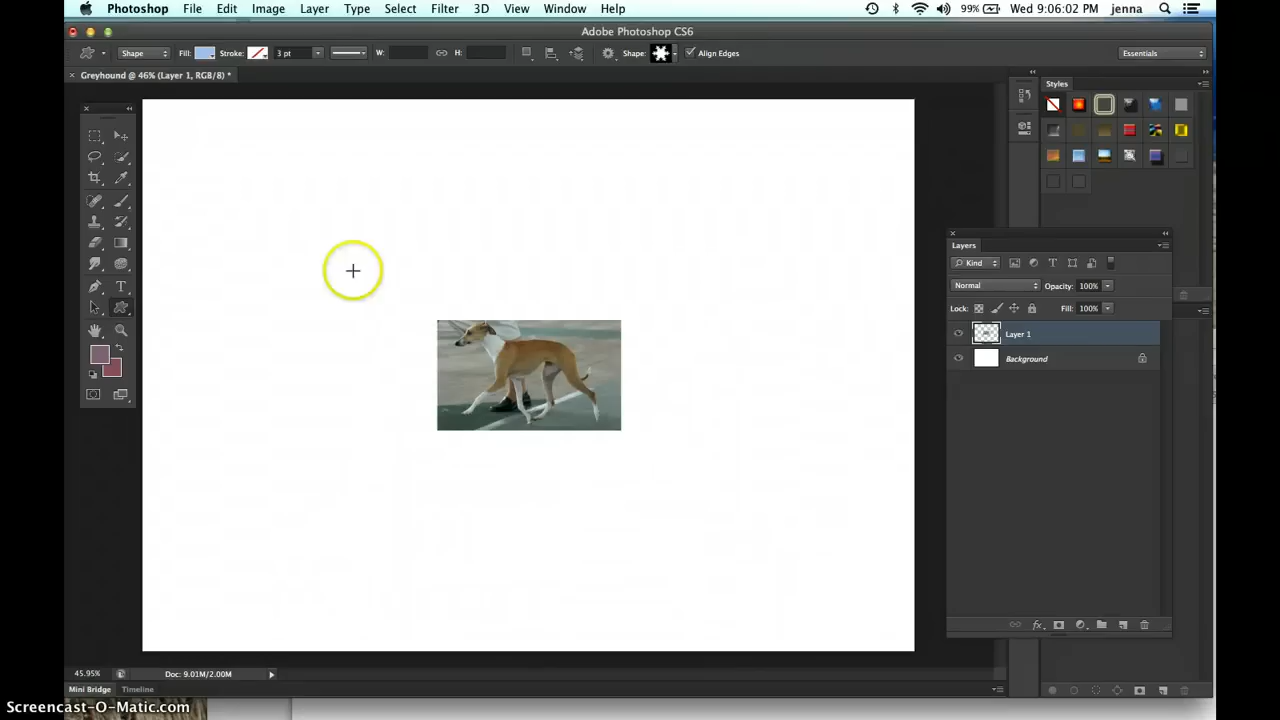 Photoshop File Edit Image Layer Type Select Filter 3D View Window Help 99% Wed 9:06:02 PM jenna
Adobe Photoshop CS6
Shape Fill: Stroke: 3 pt W: H: Shape: Align Edges Essentials
× Greyhound @ 46% (Layer 1, RGB/8) *
Styles
Layers
Kind
Normal Opacity: 100%
Lock: Fill: 100%
Layer 1
Background
45.95% Doc: 9.01M/2.00M
Mini Bridge Timeline
Screencast-O-Matic.com